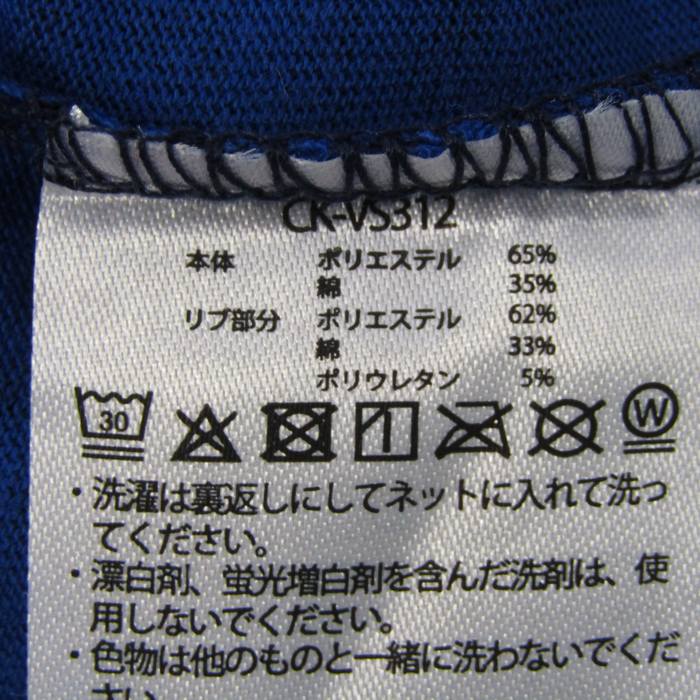 CK-VS312
本体 ポリエステル 65%
綿 35%
リブ部分 ポリエステル 62%
綿 33%
ポリウレタン 5%
30 W
・洗濯は裏返しにしてネットに入れて洗っ
てください。
・漂白剤、蛍光増白剤を含んだ洗剤は、使
用しないでください。
・色物は他のものと一緒に洗わないでくだ
さい